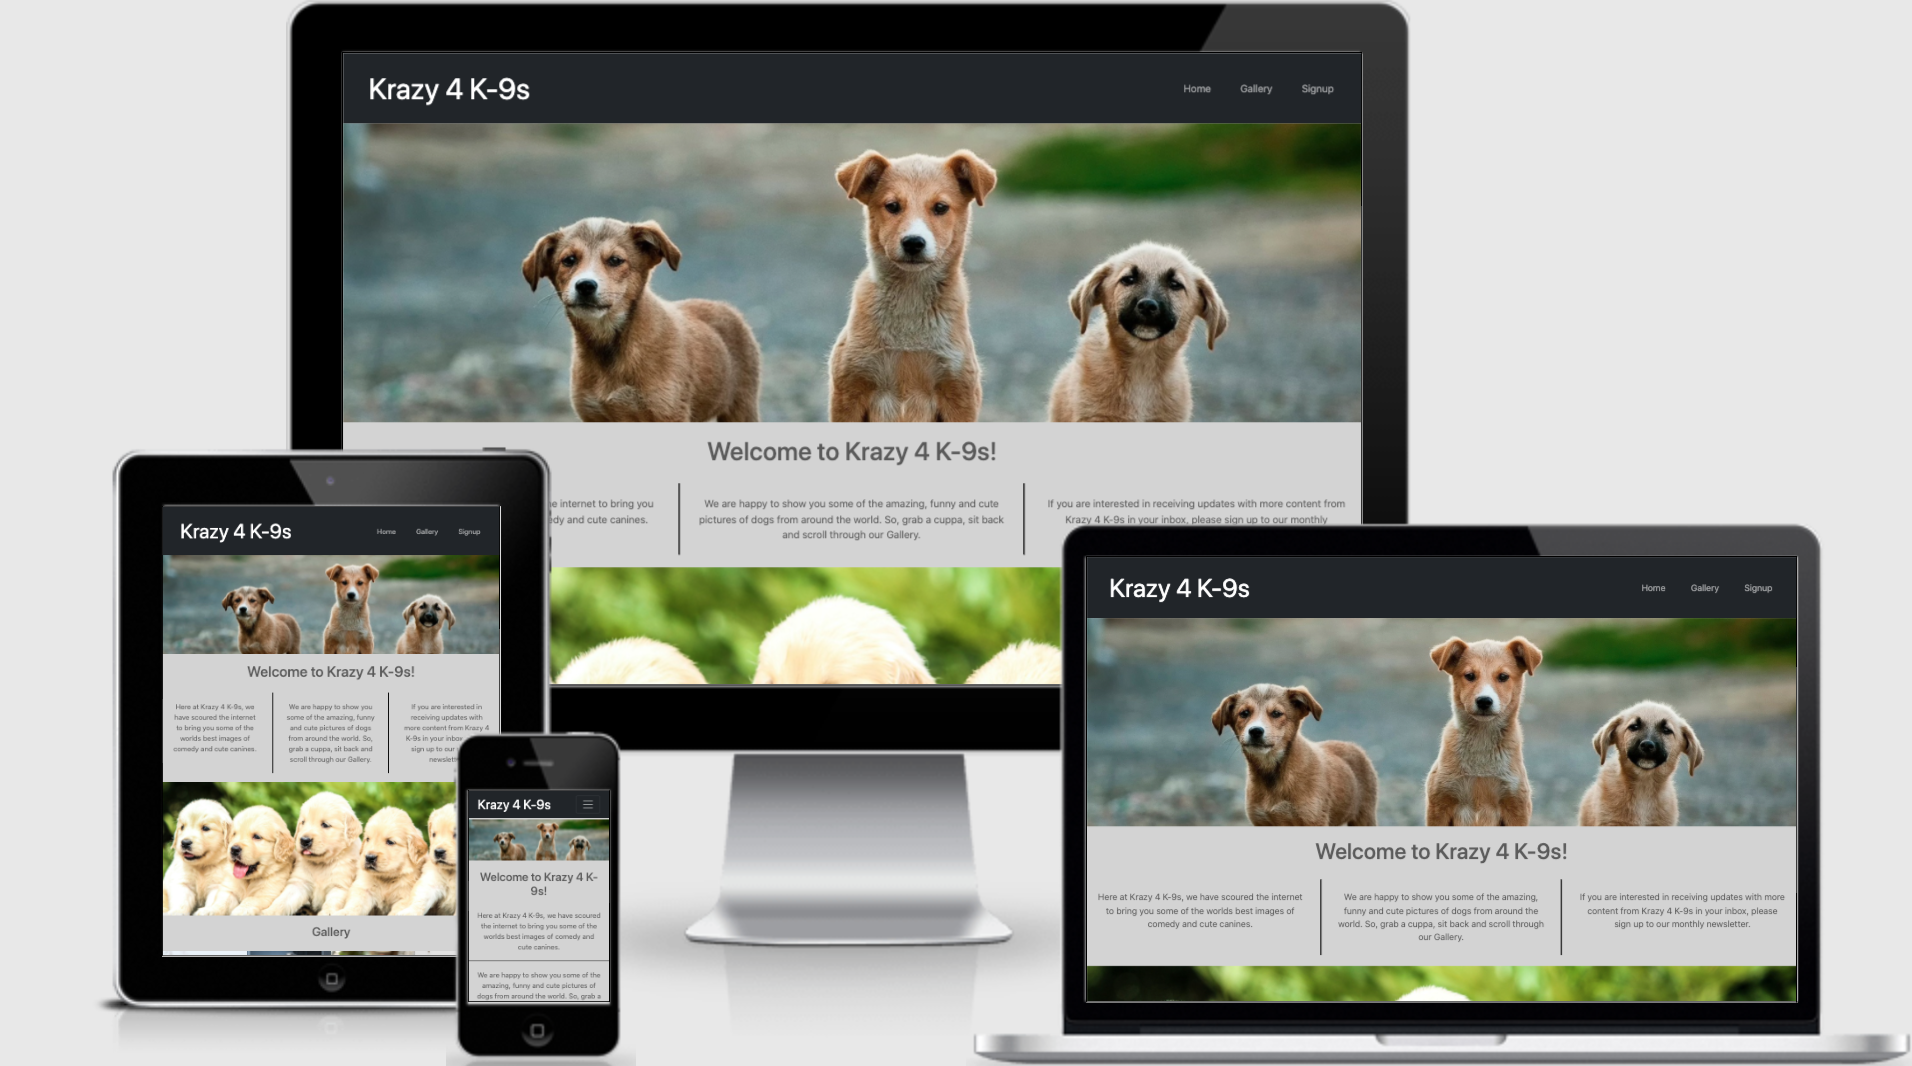 Krazy 4 K-9s
Home Gallery Signup
Welcome to Krazy 4 K-9s!
internet to bring you
and cute canines.
We are happy to show you some of the amazing, funny and cute
pictures of dogs from around the world. So, grab a cuppa, sit back
and scroll through our Gallery.
If you are interested in receiving updates with more content from
Krazy 4 K-9s in your inbox, please sign up to our monthly
Krazy 4 K-9s
Home Gallery Signup
Welcome to Krazy 4 K-9s!
Here at Krazy 4 K-9s, we
have scoured the internet
to bring you some of the
worlds best images of
comedy and cute canines.
We are happy to show you
some of the amazing, funny
and cute pictures of dogs
from around the world. So,
grab a cuppa, sit back and
scroll through our Gallery.
If you are interested in
receiving updates with
more content from Krazy 4
K-9s in your inbox
sign up to our
Gallery
Krazy 4 K-9s
Welcome to Krazy 4 K-
9s!
Here at Krazy 4 K-9s, we have scoured
the internet to bring you some of the
worlds best images of comedy and
cute canines.
We are happy to show you some of the
amazing, funny and cute pictures of
dogs from around the world. So, grab a
Krazy 4 K-9s
Home Gallery Signup
Welcome to Krazy 4 K-9s!
Here at Krazy 4 K-9s, we have scoured the internet
to bring you some of the worlds best images of
comedy and cute canines.
We are happy to show you some of the amazing,
funny and cute pictures of dogs from around the
world. So, grab a cuppa, sit back and scroll through
our Gallery.
If you are interested in receiving updates with more
content from Krazy 4 K-9s in your inbox, please
sign up to our monthly newsletter.